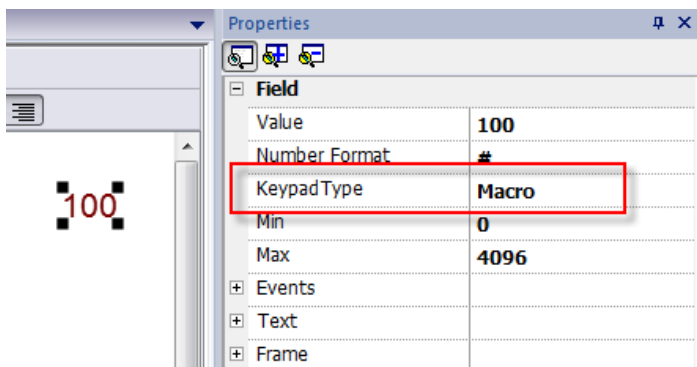 Properties
Field
Value 100
Number Format #
KeypadType Macro
100
Min 0
Max 4096
Events
Text
Frame